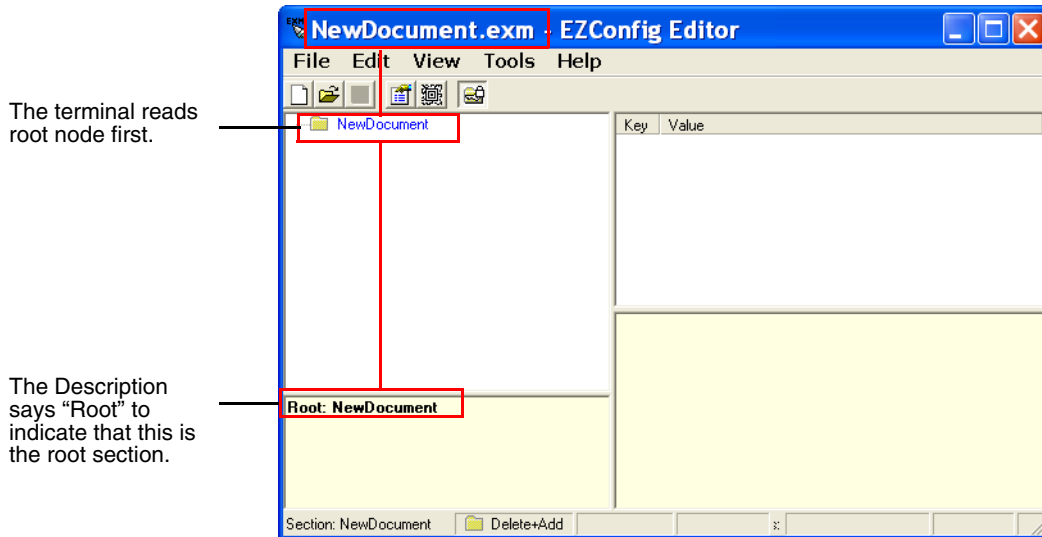 NewDocument.exm - EZConfig Editor
File Edit View Tools Help
The terminal reads
root node first.
NewDocument
Key Value
The Description
says “Root” to
indicate that this is
the root section.
Root: NewDocument
Section: NewDocument Delete+Add x: